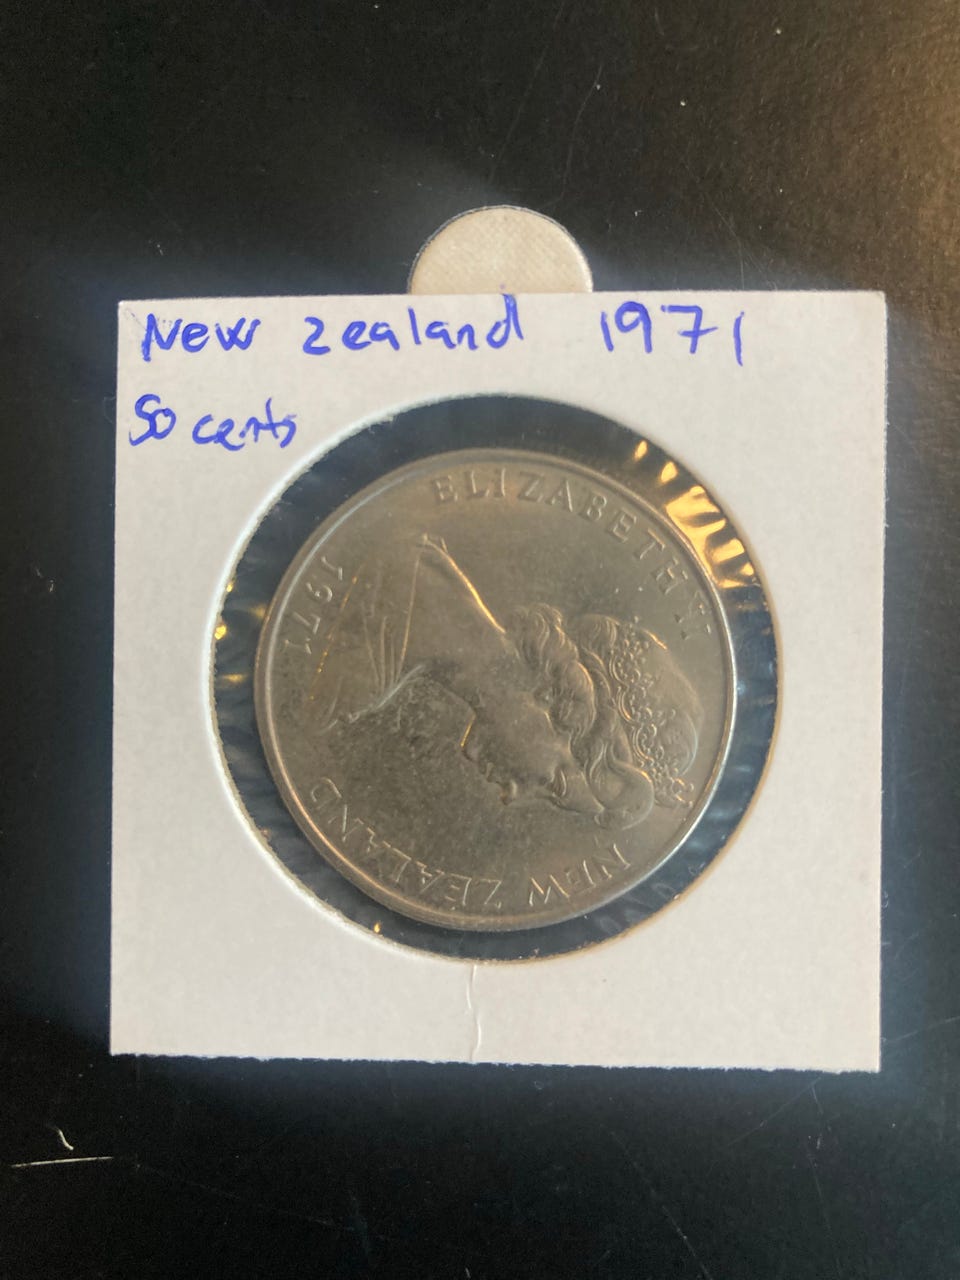 New Zealand 1971
50 cents
ELIZABETH II
NEW ZEALAND
1971